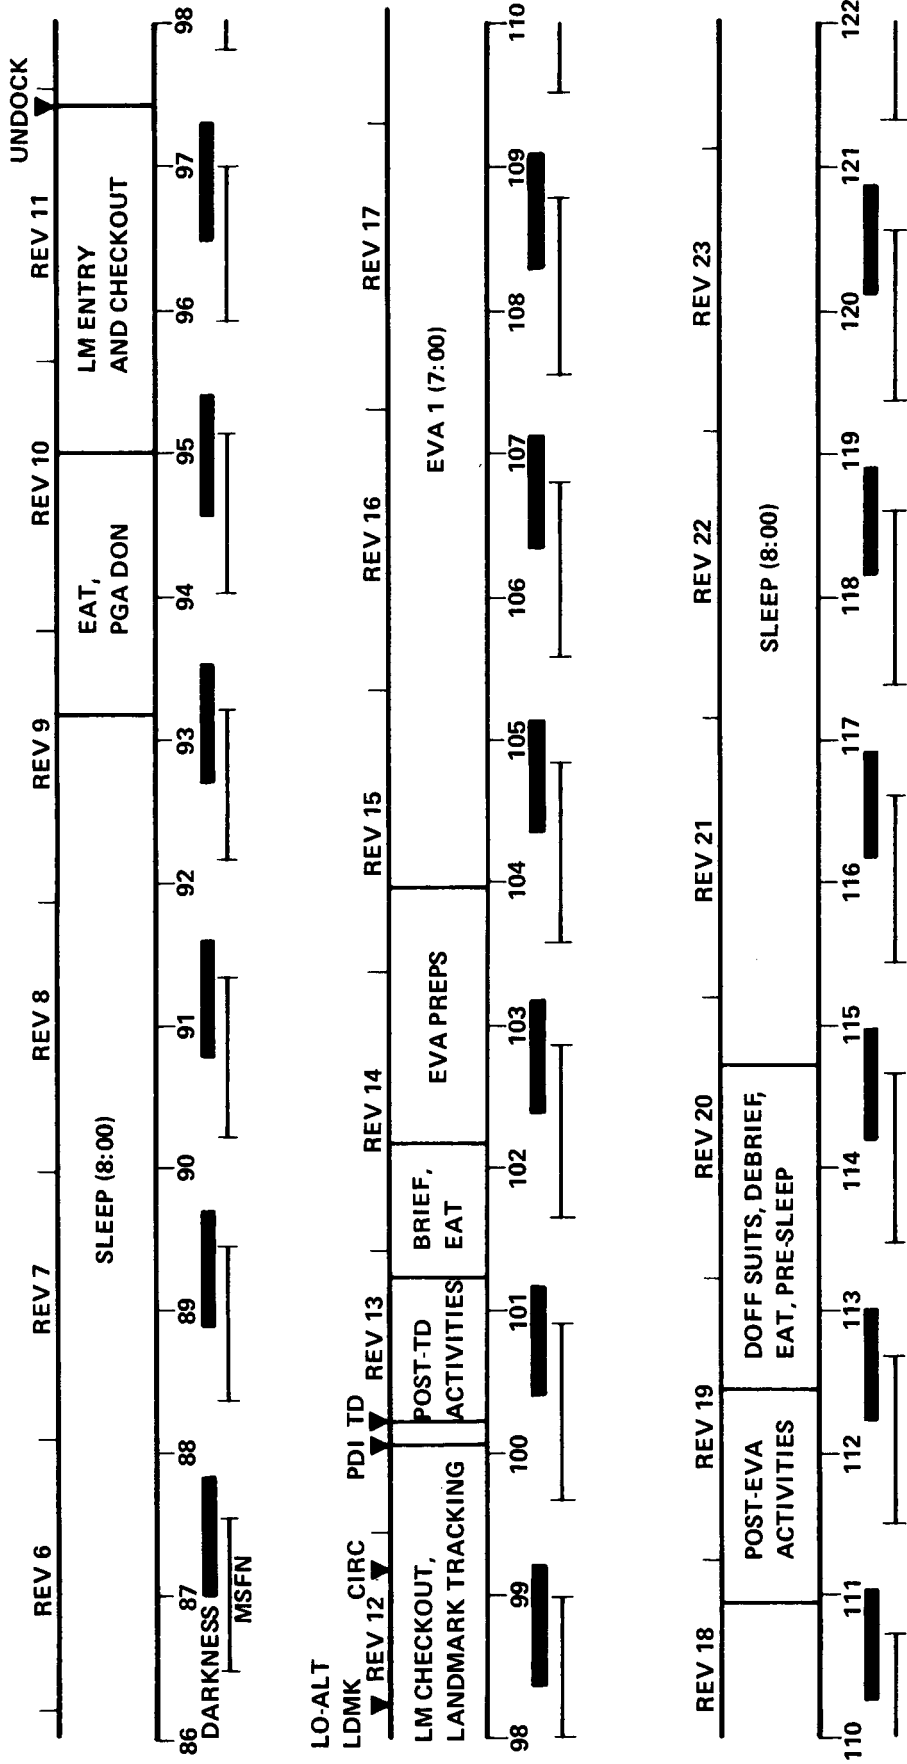 UNDOCK
REV 6
REV 7
REV 8
REV 9
REV 10
REV 11
SLEEP (8:00)
EAT,
PGA DON
LM ENTRY
AND CHECKOUT
86
87
88
89
90
91
92
93
94
95
96
97
98
DARKNESS
MSFN
LO-ALT
LDMK
REV 12
CIRC
PDI
TD
REV 13
REV 14
REV 15
REV 16
REV 17
LM CHECKOUT,
LANDMARK TRACKING
POST-TD
ACTIVITIES
BRIEF,
EAT
EVA PREPS
EVA 1 (7:00)
98
99
100
101
102
103
104
105
106
107
108
109
110
REV 18
REV 19
REV 20
REV 21
REV 22
REV 23
POST-EVA
ACTIVITIES
DOFF SUITS, DEBRIEF,
EAT, PRE-SLEEP
SLEEP (8:00)
110
111
112
113
114
115
116
117
118
119
120
121
122